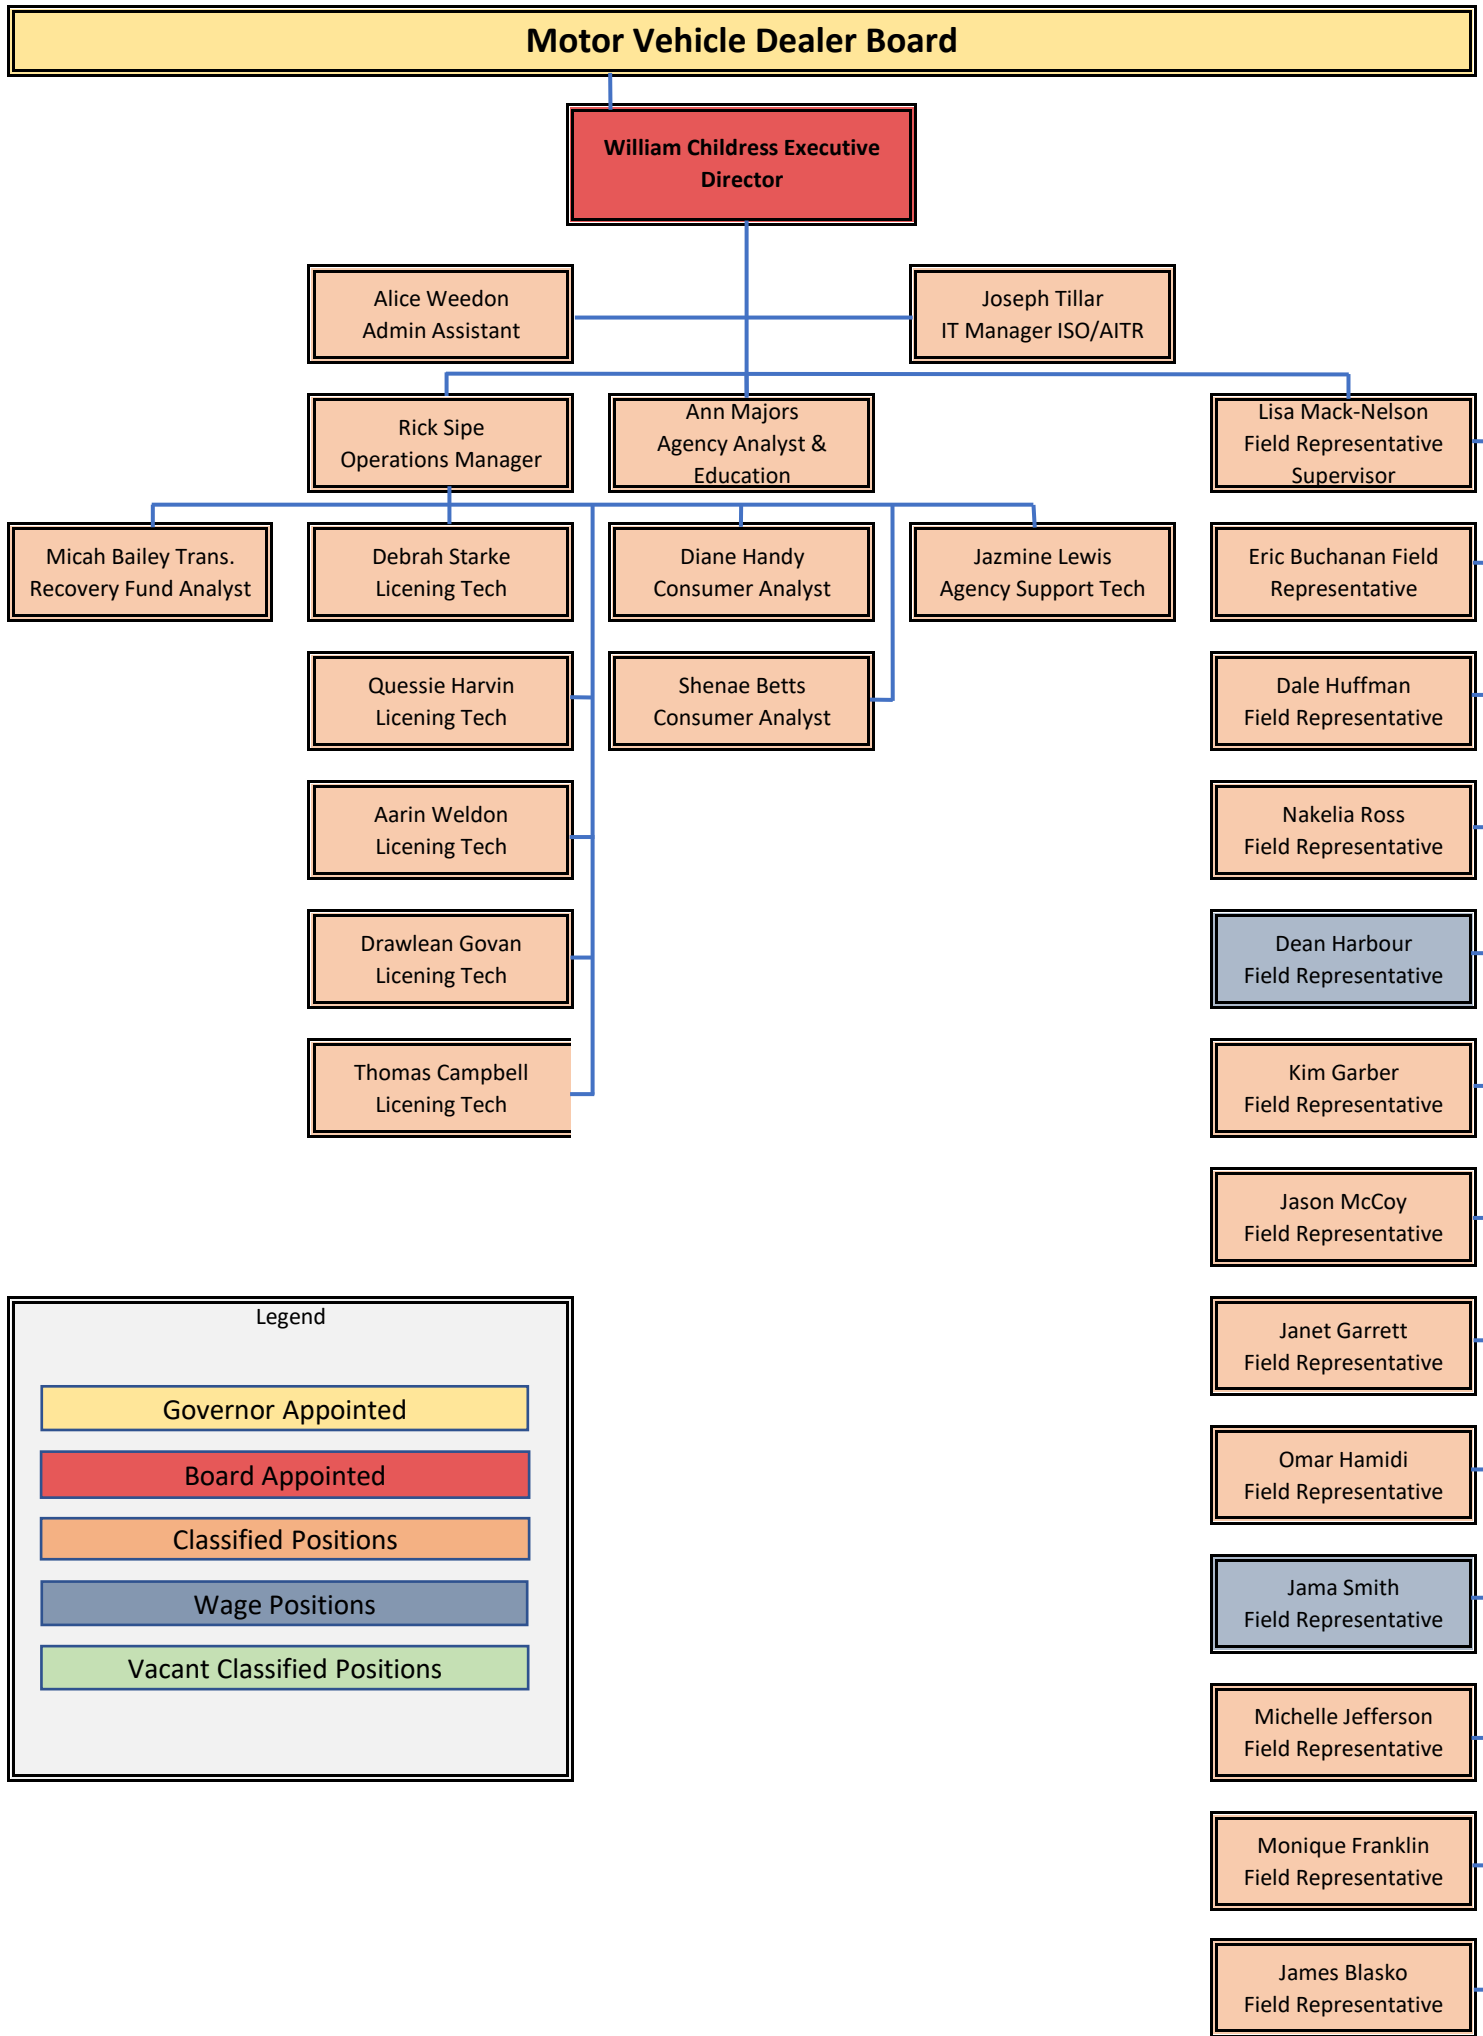 Motor Vehicle Dealer Board
William Childress Executive
Director
Alice Weedon
Admin Assistant
Joseph Tillar
IT Manager ISO/AITR
Rick Sipe
Operations Manager
Ann Majors
Agency Analyst &
Education
Lisa Mack-Nelson
Field Representative
Supervisor
Micah Bailey Trans.
Recovery Fund Analyst
Debrah Starke
Licening Tech
Diane Handy
Consumer Analyst
Jazmine Lewis
Agency Support Tech
Eric Buchanan Field
Representative
Quessie Harvin
Licening Tech
Shenae Betts
Consumer Analyst
Dale Huffman
Field Representative
Aarin Weldon
Licening Tech
Nakelia Ross
Field Representative
Drawlean Govan
Licening Tech
Dean Harbour
Field Representative
Thomas Campbell
Licening Tech
Kim Garber
Field Representative
Jason McCoy
Field Representative
Legend
Governor Appointed
Board Appointed
Classified Positions
Wage Positions
Vacant Classified Positions
Janet Garrett
Field Representative
Omar Hamidi
Field Representative
Jama Smith
Field Representative
Michelle Jefferson
Field Representative
Monique Franklin
Field Representative
James Blasko
Field Representative